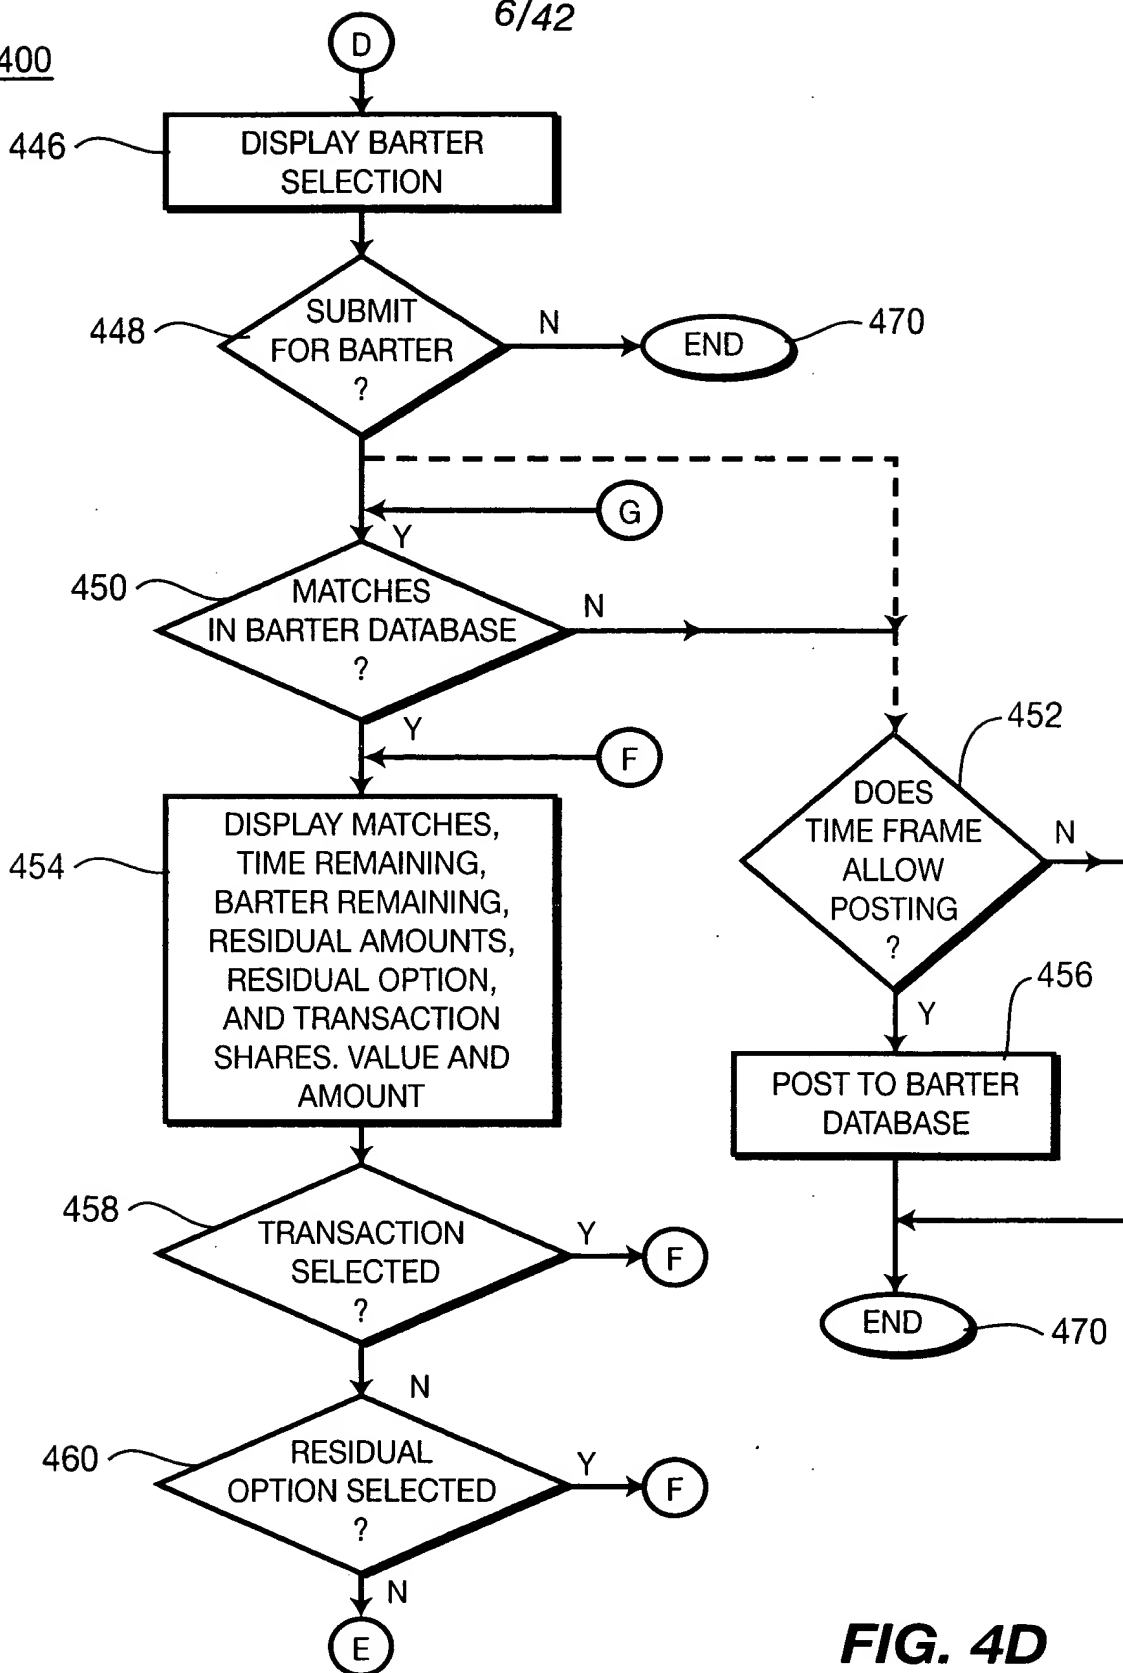 6/42
400
D
446
DISPLAY BARTER
SELECTION
448
SUBMIT
FOR BARTER
?
N
END
470
G
Y
450
MATCHES
IN BARTER DATABASE
?
N
Y
F
452
DOES
TIME FRAME
ALLOW
POSTING
?
N
454
DISPLAY MATCHES,
TIME REMAINING,
BARTER REMAINING,
RESIDUAL AMOUNTS,
RESIDUAL OPTION,
AND TRANSACTION
SHARES. VALUE AND
AMOUNT
Y
456
POST TO BARTER
DATABASE
458
TRANSACTION
SELECTED
?
Y
F
END
470
N
460
RESIDUAL
OPTION SELECTED
?
Y
F
N
E
FIG. 4D